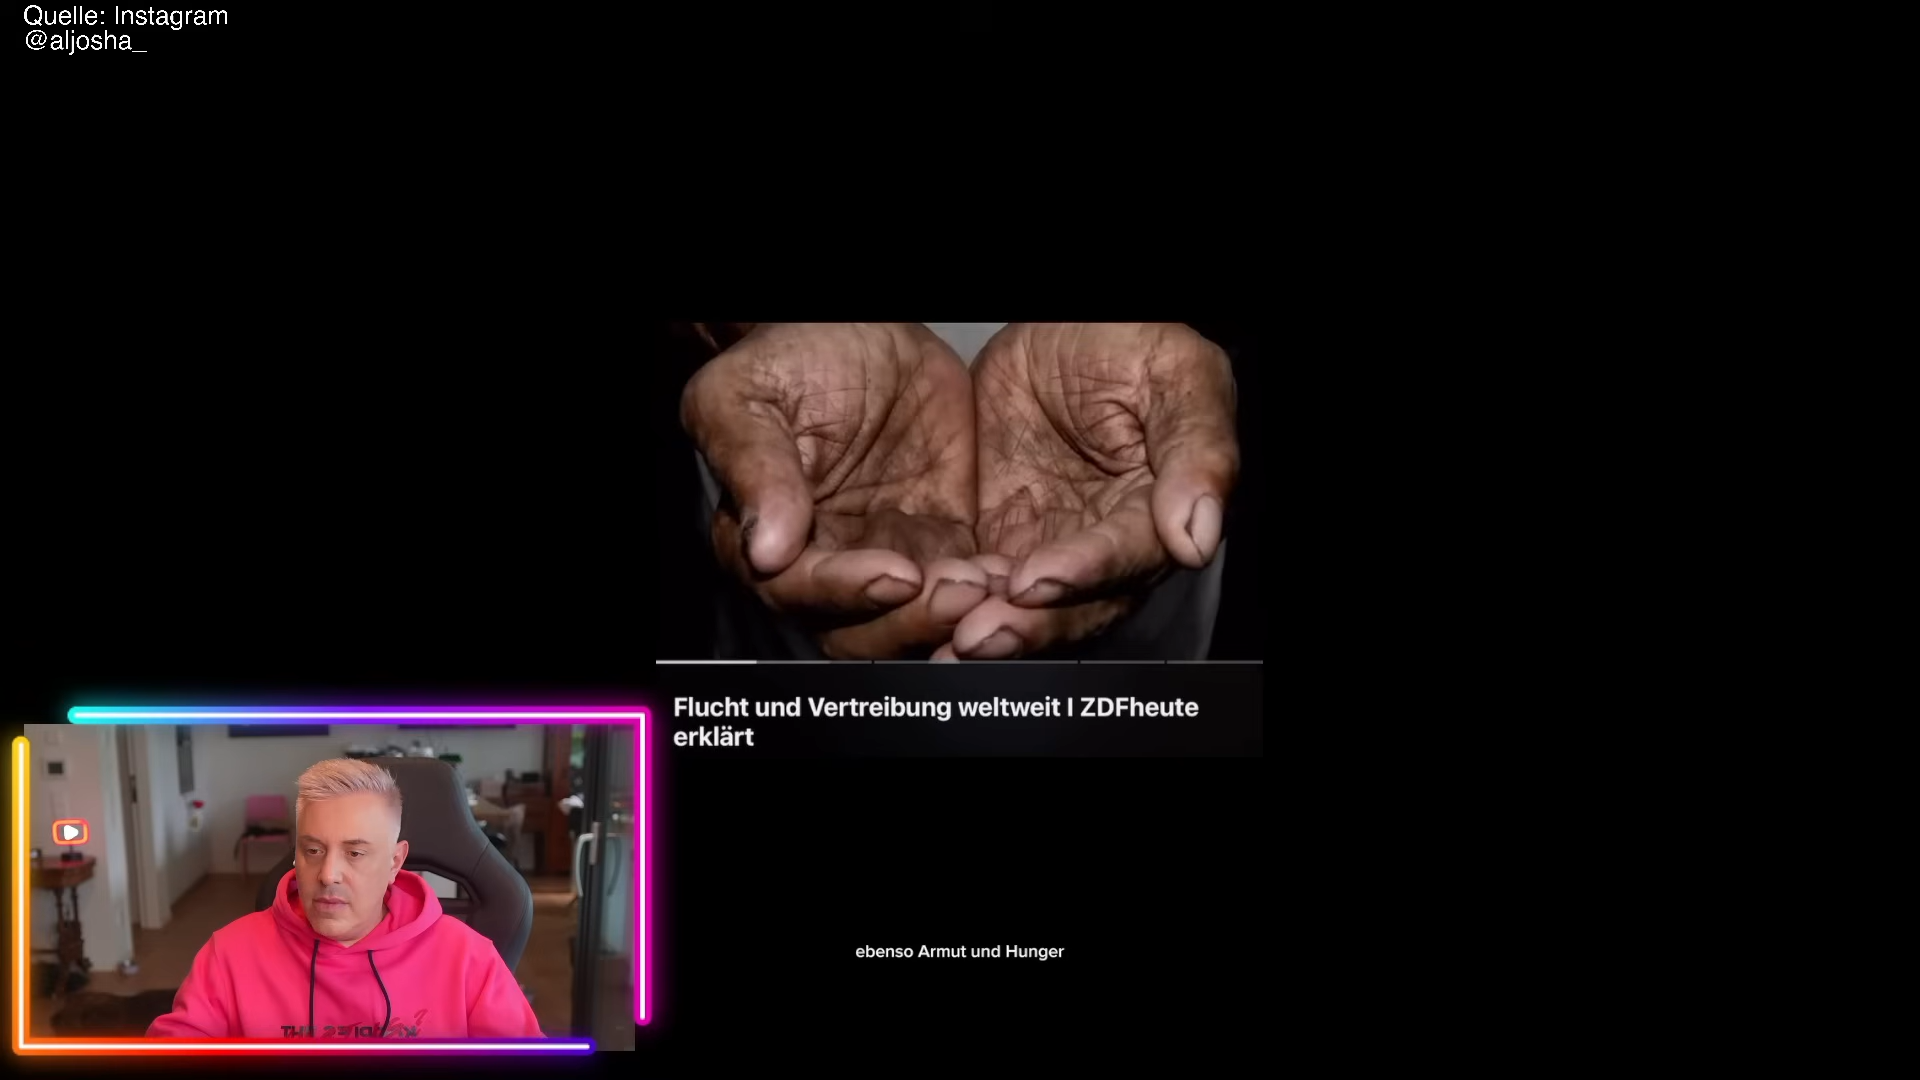 Quelle: Instagram
@aljosha_
Flucht und Vertreibung weltweit I ZDFheute
erklärt
ebenso Armut und Hunger